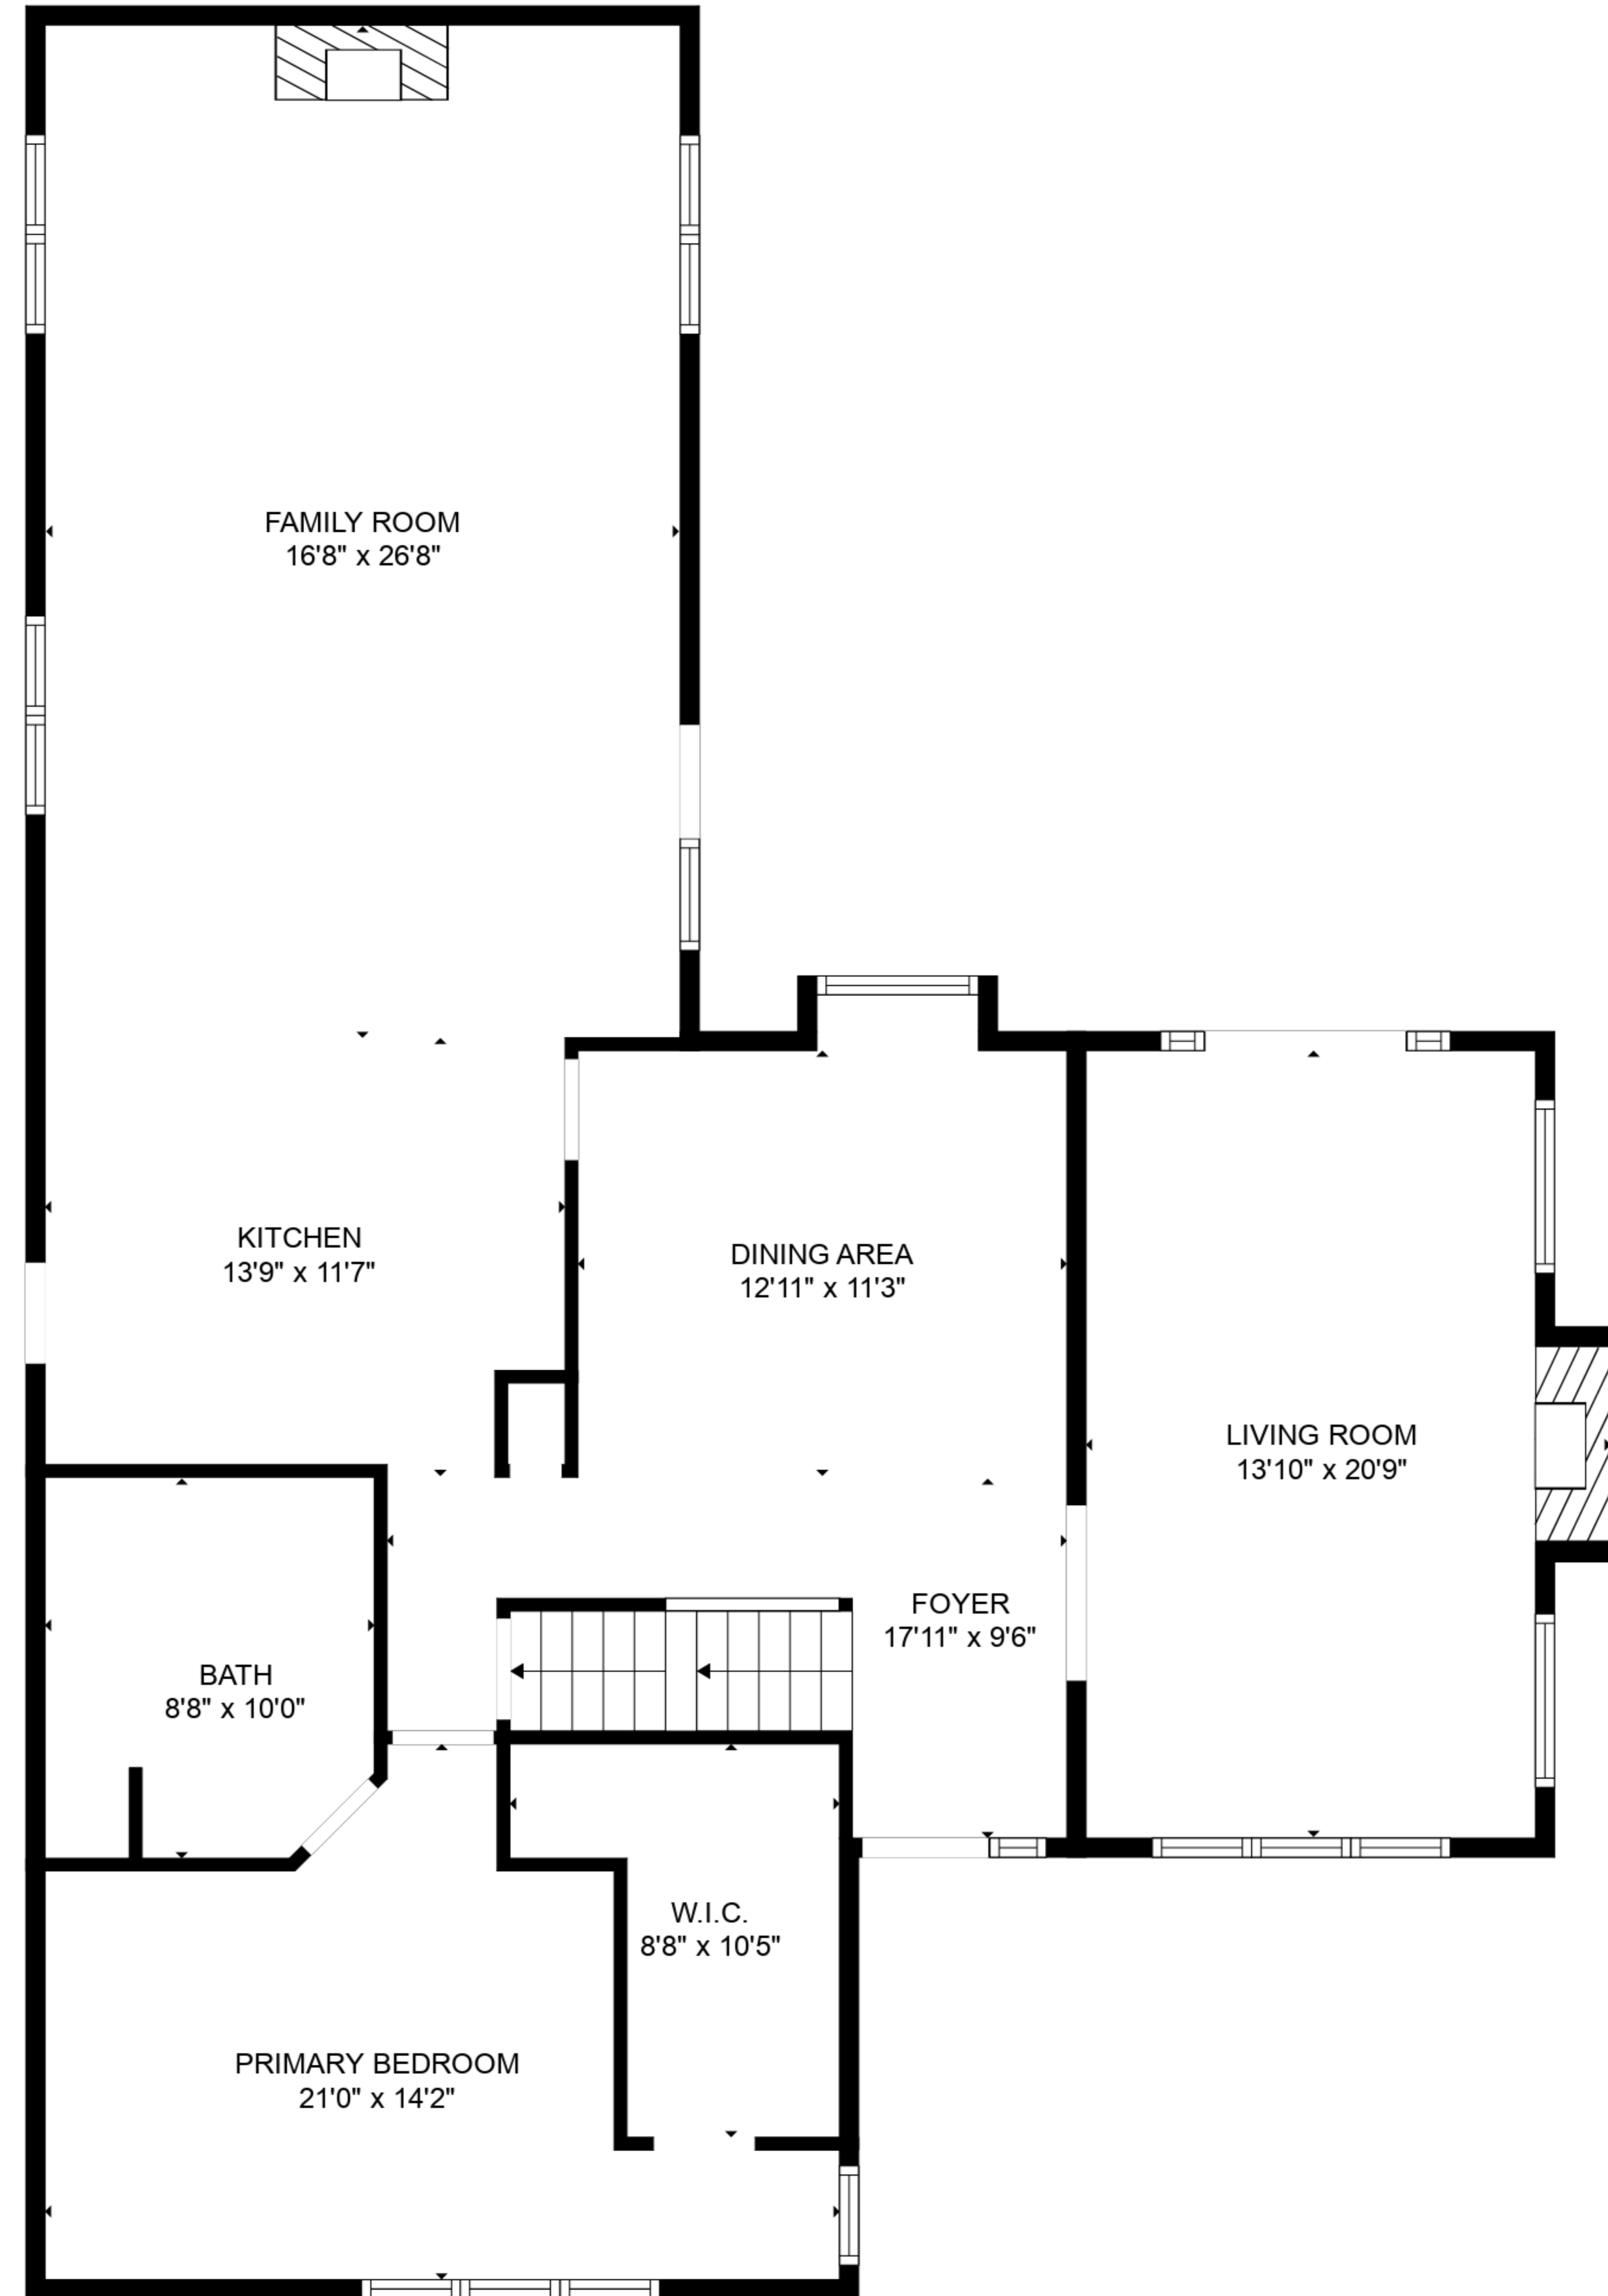 FAMILY ROOM
16'8" x 26'8"
KITCHEN
13'9" x 11'7"
DINING AREA
12'11" x 11'3"
LIVING ROOM
13'10" x 20'9"
FOYER
17'11" x 9'6"
BATH
8'8" x 10'0"
W.I.C.
8'8" x 10'5"
PRIMARY BEDROOM
21'0" x 14'2"